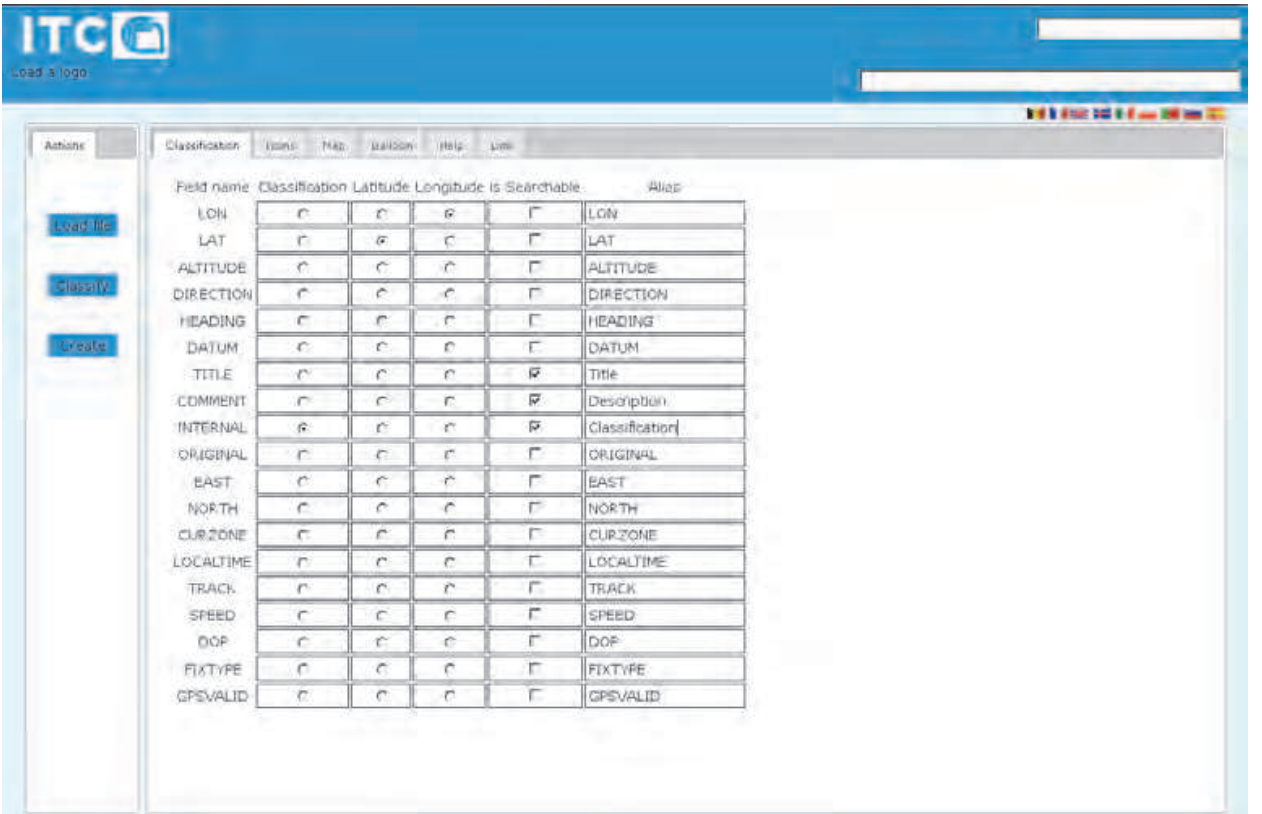 ITC
Load a logo
Actions
Classification Icons Map Balloon Help Link
Load file
Classify
Create
Field name Classification Latitude Longitude is Searchable Alias
LON LON
LAT LAT
ALTITUDE ALTITUDE
DIRECTION DIRECTION
HEADING HEADING
DATUM DATUM
TITLE Title
COMMENT Description
INTERNAL Classification
ORIGINAL ORIGINAL
EAST EAST
NORTH NORTH
CURZONE CURZONE
LOCALTIME LOCALTIME
TRACK TRACK
SPEED SPEED
DOP DOP
FIXTYPE FIXTYPE
GPSVALID GPSVALID